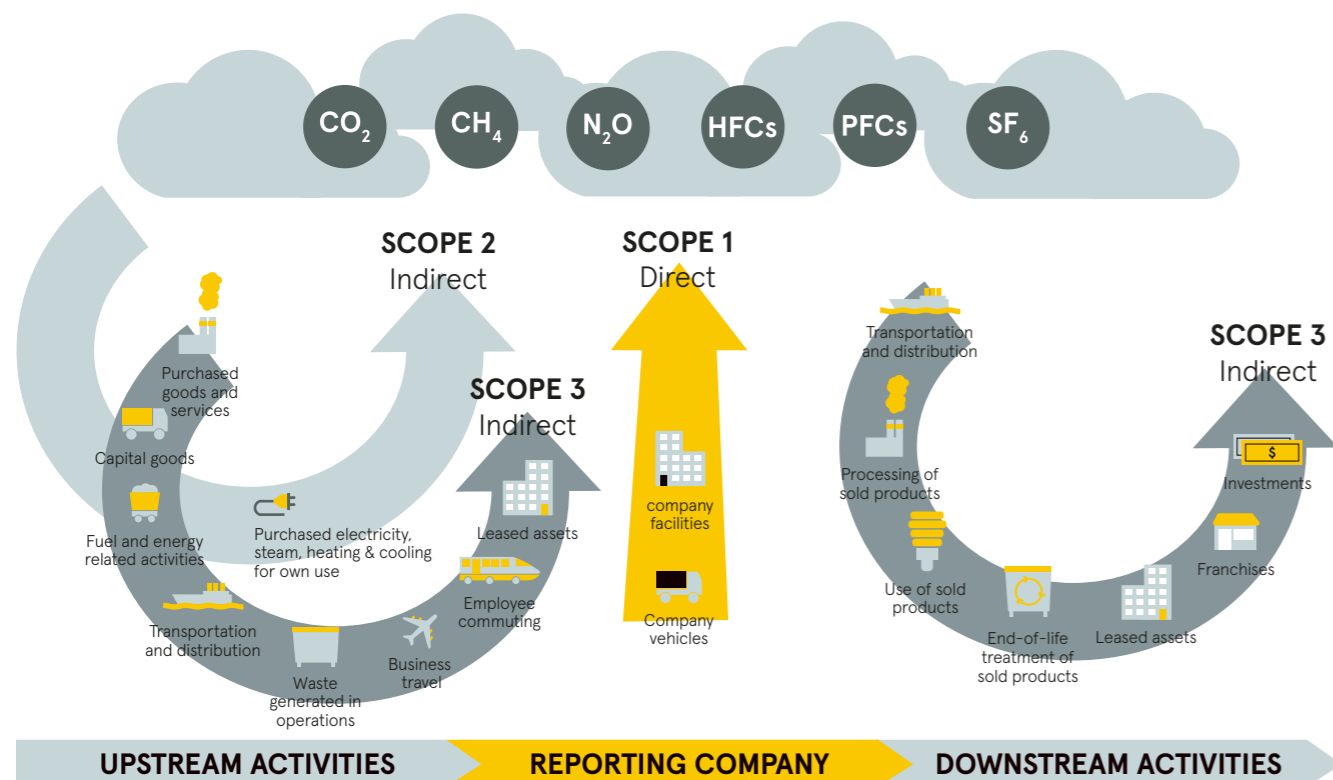 CO₂
CH₄
N₂O
HFCs
PFCs
SF₆
SCOPE 2
Indirect
SCOPE 1
Direct
SCOPE 3
Indirect
SCOPE 3
Indirect
Purchased
goods and
services
Capital goods
Fuel and energy
related activities
Purchased electricity,
steam, heating & cooling
for own use
Transportation
and distribution
Waste
generated in
operations
Business
travel
Employee
commuting
Leased assets
company
facilities
Company
vehicles
Transportation
and distribution
Processing of
sold products
Use of sold
products
End-of-life
treatment of
sold products
Leased assets
Franchises
$
Investments
UPSTREAM ACTIVITIES
REPORTING COMPANY
DOWNSTREAM ACTIVITIES